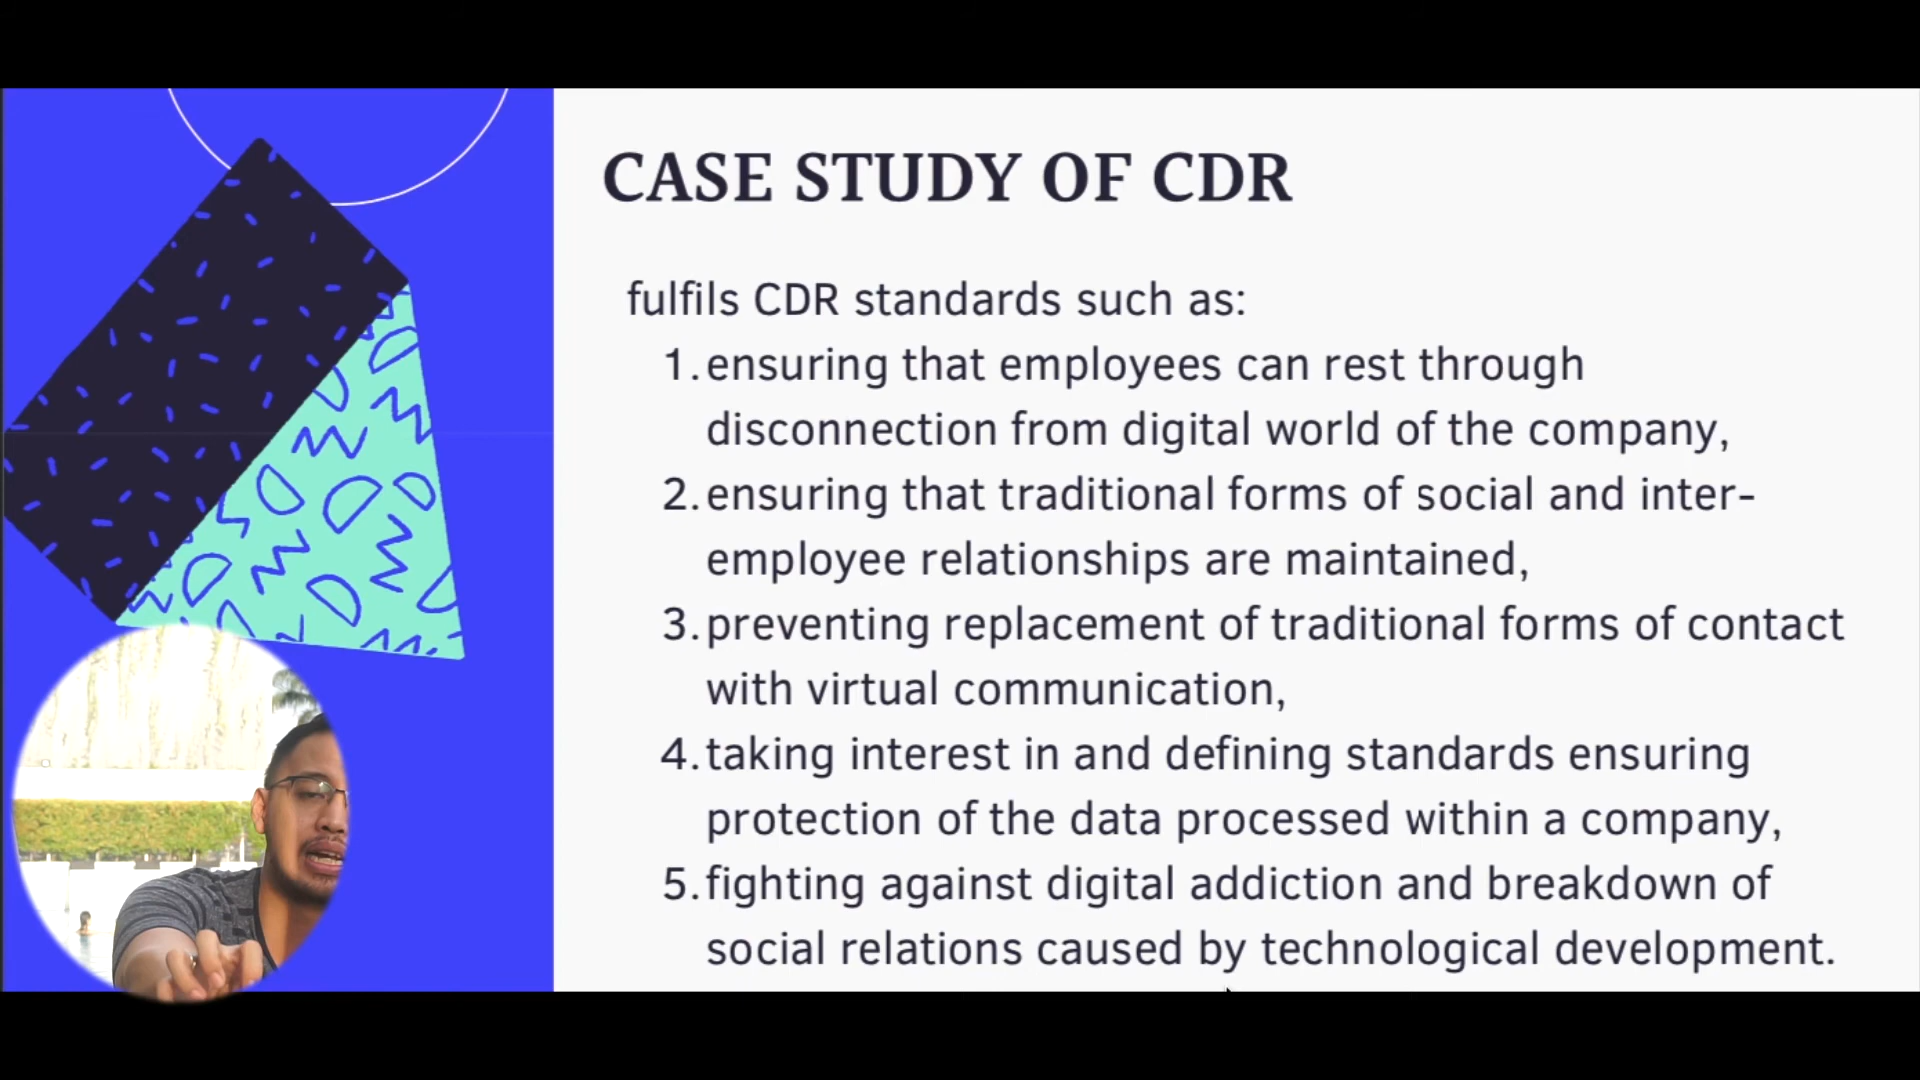 CASE STUDY OF CDR
fulfils CDR standards such as:
1. ensuring that employees can rest through
disconnection from digital world of the company,
2. ensuring that traditional forms of social and inter-
employee relationships are maintained,
3. preventing replacement of traditional forms of contact
with virtual communication,
4. taking interest in and defining standards ensuring
protection of the data processed within a company,
5. fighting against digital addiction and breakdown of
social relations caused by technological development.